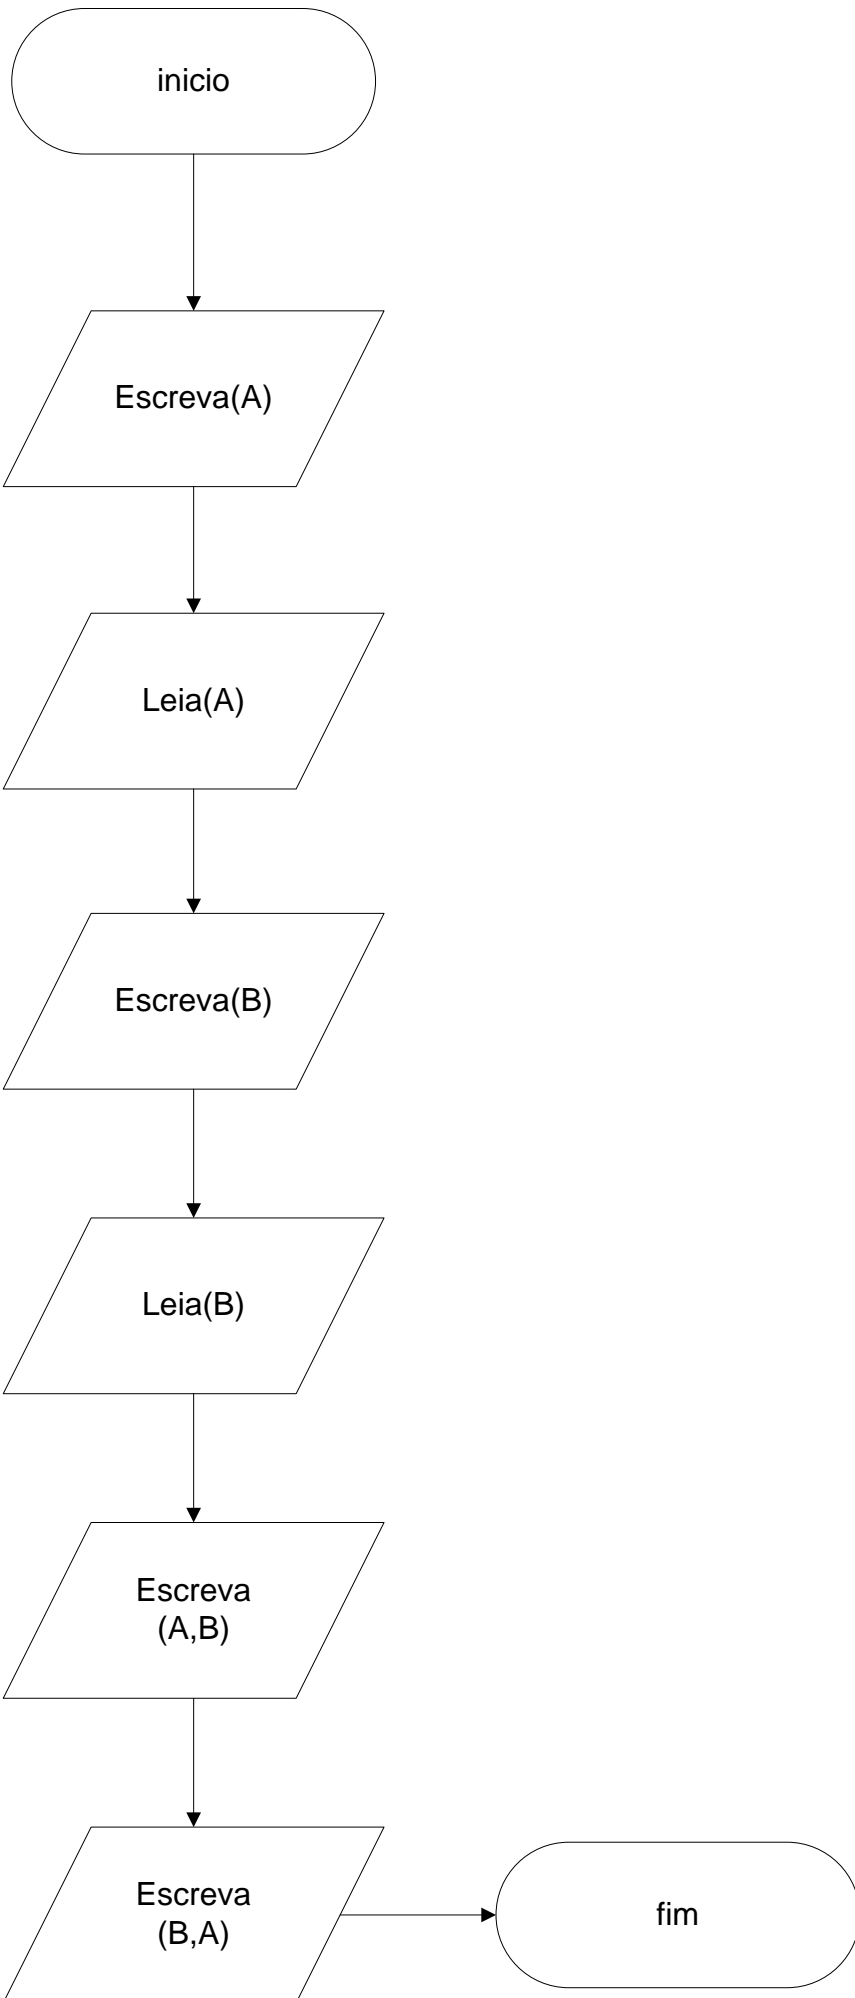 inicio
Escreva(A)
Leia(A)
Escreva(B)
Leia(B)
Escreva
(A,B)
Escreva
(B,A)
fim